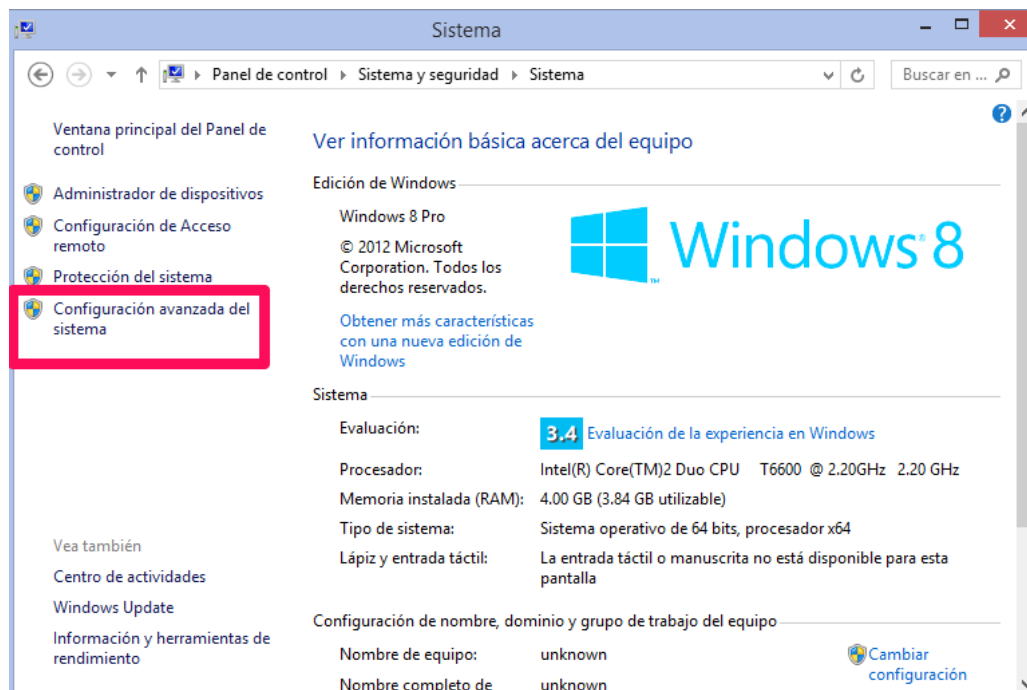 Sistema
Panel de control Sistema y seguridad Sistema
Buscar en ...
Ventana principal del Panel de
control
Administrador de dispositivos
Configuración de Acceso
remoto
Protección del sistema
Configuración avanzada del
sistema
Vea también
Centro de actividades
Windows Update
Información y herramientas de
rendimiento
Ver información básica acerca del equipo
Edición de Windows
Windows 8 Pro
© 2012 Microsoft
Corporation. Todos los
derechos reservados.
Obtener más características
con una nueva edición de
Windows
Windows® 8
™
Sistema
Evaluación: 3.4 Evaluación de la experiencia en Windows
Procesador: Intel(R) Core(TM)2 Duo CPU T6600 @ 2.20GHz 2.20 GHz
Memoria instalada (RAM): 4.00 GB (3.84 GB utilizable)
Tipo de sistema: Sistema operativo de 64 bits, procesador x64
Lápiz y entrada táctil: La entrada táctil o manuscrita no está disponible para esta
pantalla
Configuración de nombre, dominio y grupo de trabajo del equipo
Nombre de equipo: unknown Cambiar
configuración
Nombre completo de unknown